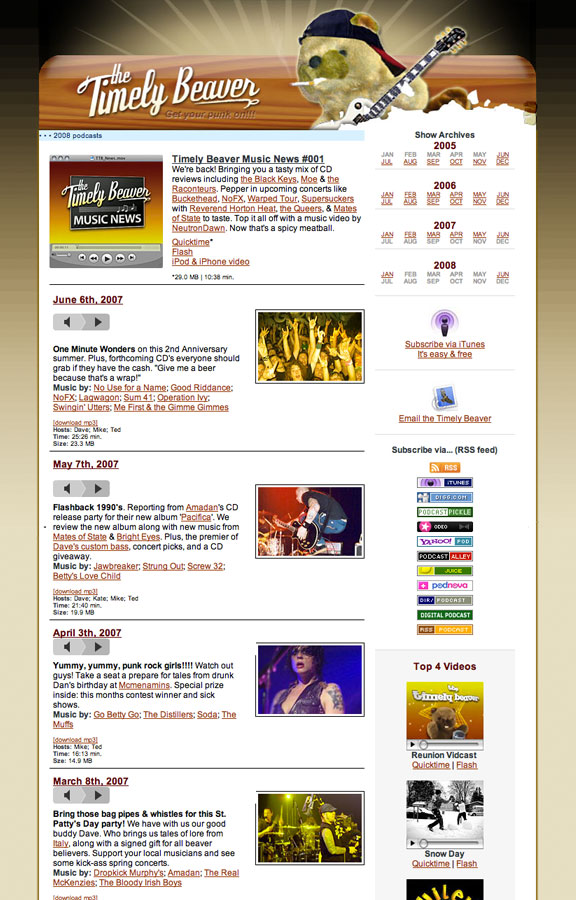 the
Timely Beaver
Get your punk on!!!
2008 podcasts
TTB_News.mov
the
Timely Beaver
MUSIC NEWS
Timely Beaver Music News #001
We're back! Bringing you a tasty mix of CD
reviews including the Black Keys, Moe & the
Raconteurs. Pepper in upcoming concerts like
Buckethead, NoFX, Warped Tour, Supersuckers
with Reverend Horton Heat, the Queers, & Mates
of State to taste. Top it all off with a music video by
NeutronDawn. Now that's a spicy meatball.
Quicktime*
Flash
iPod & iPhone video
*29.0 MB | 10:38 min.
June 6th, 2007
One Minute Wonders on this 2nd Anniversary
summer. Plus, forthcoming CD's everyone should
grab if they have the cash. "Give me a beer
because that's a wrap!"
Music by: No Use for a Name; Good Riddance;
NoFX; Lagwagon; Sum 41; Operation Ivy;
Swingin' Utters; Me First & the Gimme Gimmes
[download mp3]
Hosts: Dave; Mike; Ted
Time: 25:26 min.
Size: 23.3 MB
May 7th, 2007
Flashback 1990's. Reporting from Amadan's CD
release party for their new album 'Pacifica'. We
review the new album along with new music from
Mates of State & Bright Eyes. Plus, the premier of
Dave's custom bass, concert picks, and a CD
giveaway.
Music by: Jawbreaker; Strung Out; Screw 32;
Betty's Love Child
[download mp3]
Hosts: Dave; Kate; Mike; Ted
Time: 21:40 min.
Size: 19.9 MB
April 3th, 2007
Yummy, yummy, punk rock girls!!!! Watch out
guys! Take a seat a prepare for tales from drunk
Dan's birthday at Mcmenamins. Special prize
inside: this months contest winner and sick
shows.
Music by: Go Betty Go; The Distillers; Soda; The
Muffs
[download mp3]
Hosts: Mike; Ted
Time: 16:13 min.
Size: 14.9 MB
March 8th, 2007
Bring those bag pipes & whistles for this St.
Patty's Day party! We have with us our good
buddy Dave. Who brings us tales of lore from
Italy, along with a signed gift for all beaver
believers. Support your local musicians and see
some kick-ass spring concerts.
Music by: Dropkick Murphy's; Amadan; The Real
McKenzies; The Bloody Irish Boys
[download mp3]
Show Archives
2005
JAN FEB MAR APR MAY JUN
JUL AUG SEP OCT NOV DEC
2006
JAN FEB MAR APR MAY JUN
JUL AUG SEP OCT NOV DEC
2007
JAN FEB MAR APR MAY JUN
JUL AUG SEP OCT NOV DEC
2008
JAN FEB MAR APR MAY JUN
JUL AUG SEP OCT NOV DEC
Subscribe via iTunes
It's easy & free
Email the Timely Beaver
Subscribe via... (RSS feed)
RSS
iTUNES
DIGG.COM
PODCASTPICKLE
ODEO
YAHOO! POD
PODCAST ALLEY
JUICE
podnova
DIR/ PODCAST
DIGITAL PODCAST
RSS PODCAST
Top 4 Videos
the
timely beaver
Reunion Vidcast
Quicktime | Flash
Snow Day
Quicktime | Flash